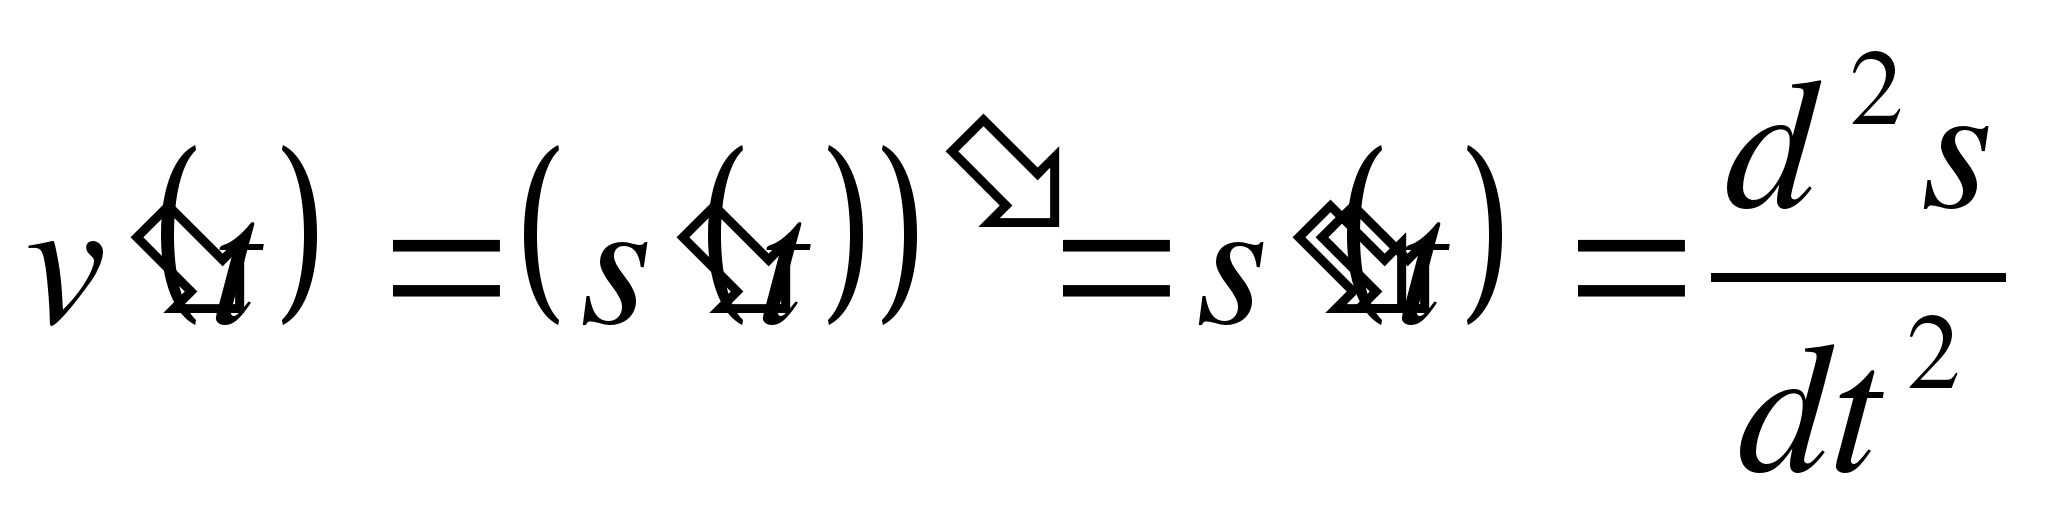 v⬂(t) = (s⬂(t))⬂ = s⬂⬂(t) = d²s/dt²